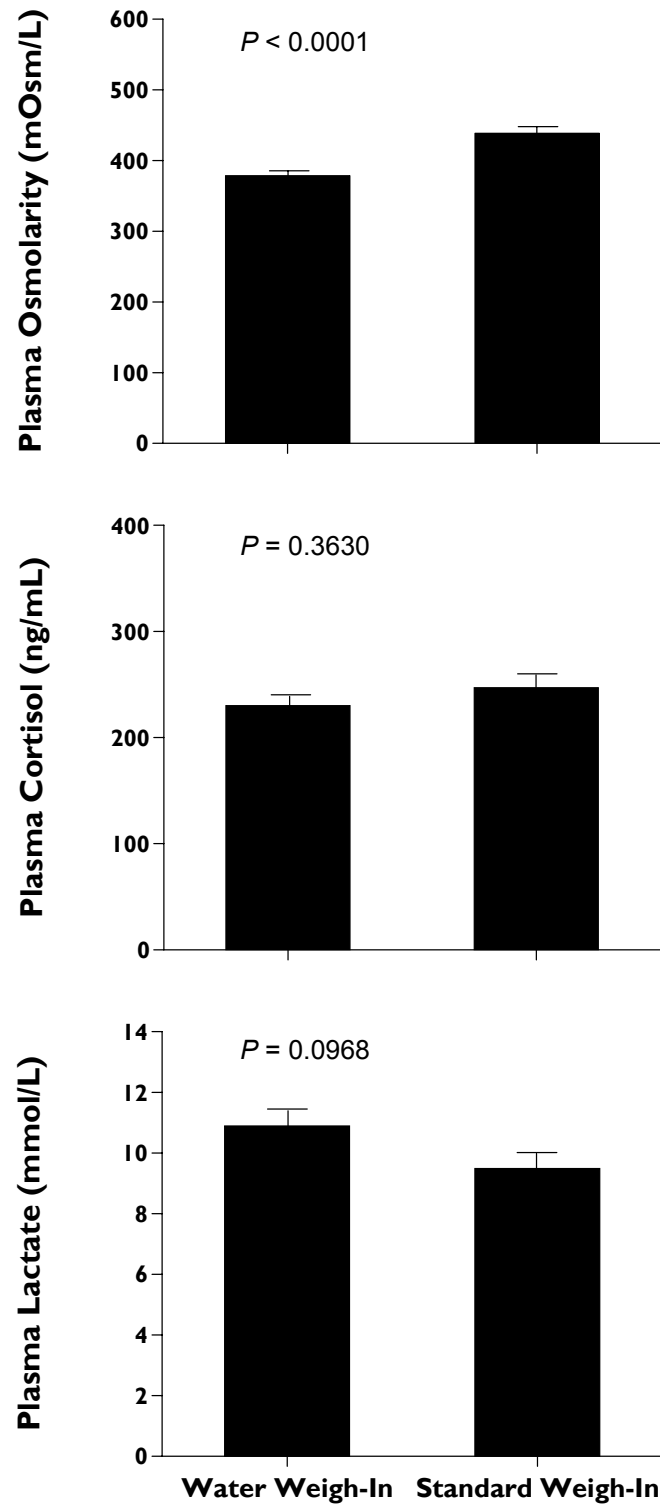 Plasma Osmolarity (mOsm/L)
600
500
400
300
200
100
0
P < 0.0001
Plasma Cortisol (ng/mL)
400
300
200
100
0
P = 0.3630
Plasma Lactate (mmol/L)
14
12
10
8
6
4
2
0
P = 0.0968
Water Weigh-In Standard Weigh-In